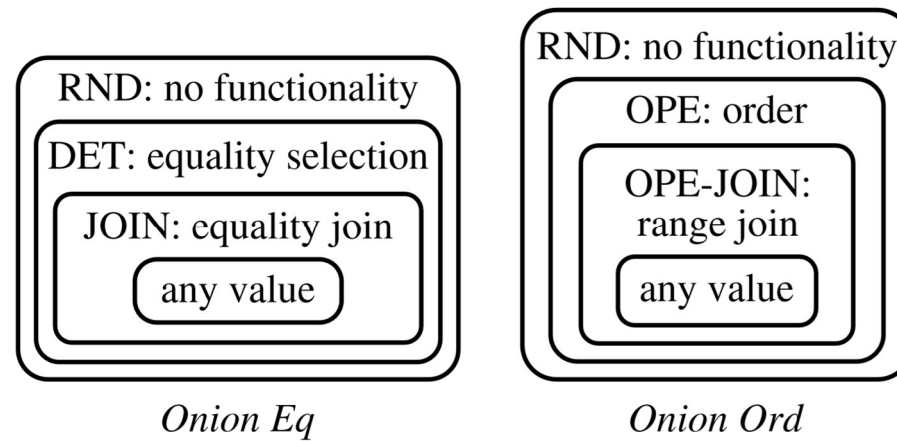 RND: no functionality
DET: equality selection
JOIN: equality join
any value
Onion Eq
RND: no functionality
OPE: order
OPE-JOIN:
range join
any value
Onion Ord